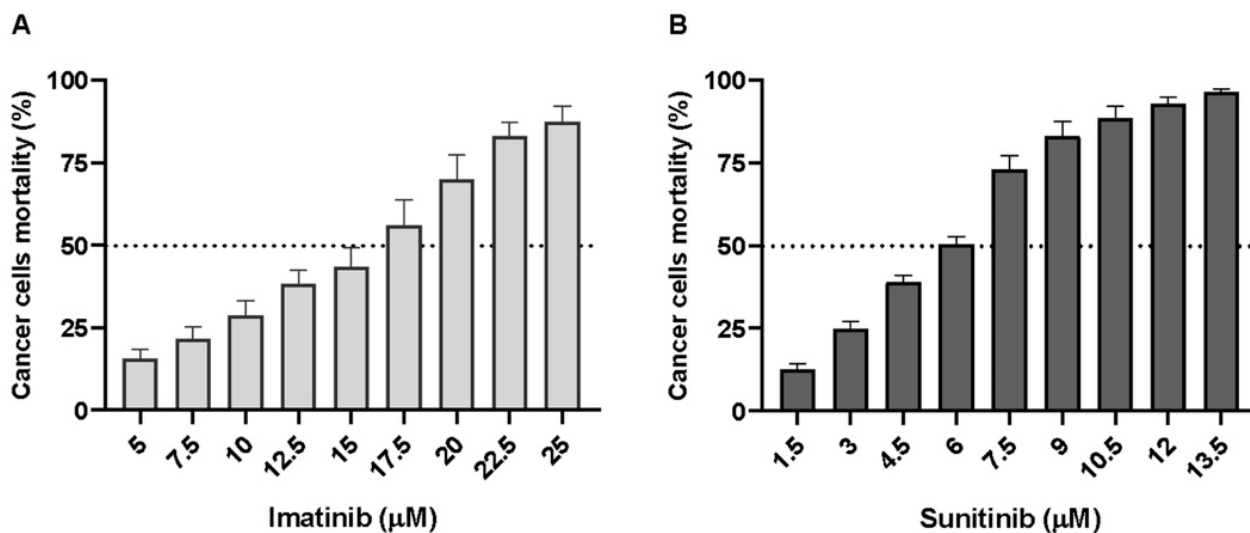 A
Cancer cells mortality (%)
100
75
50
25
0
5 7.5 10 12.5 15 17.5 20 22.5 25
Imatinib (μM)
B
Cancer cells mortality (%)
100
75
50
25
0
1.5 3 4.5 6 7.5 9 10.5 12 13.5
Sunitinib (μM)